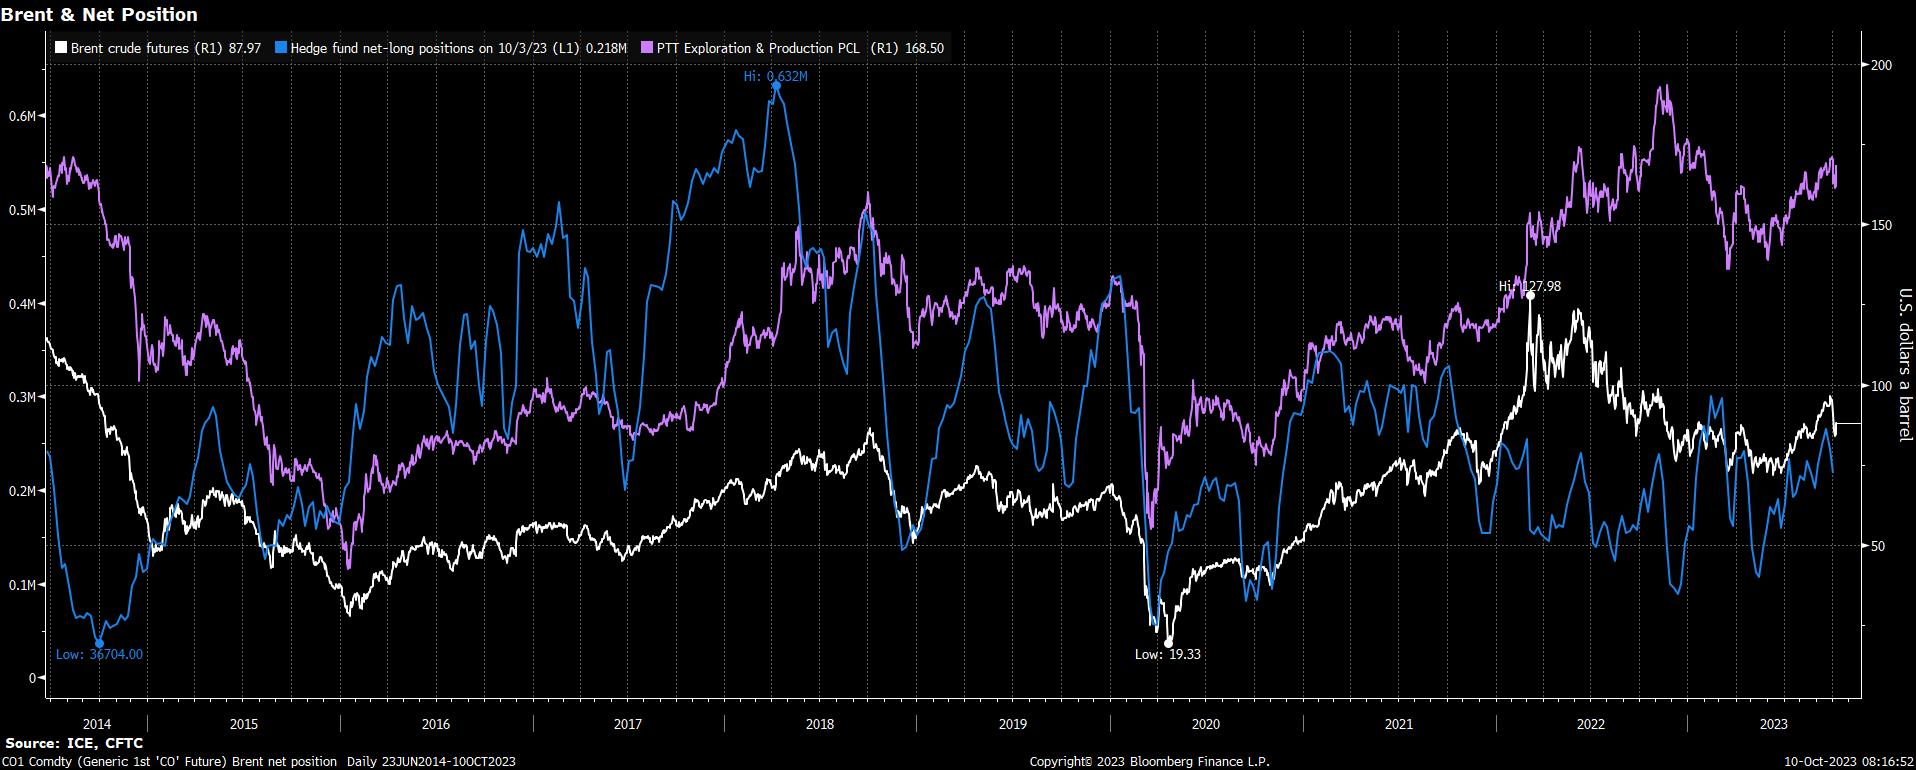 Brent & Net Position
Brent crude futures (R1) 87.97 Hedge fund net-long positions on 10/3/23 (L1) 0.218M PTT Exploration & Production PCL (R1) 168.50
Hi: 0.632M
200
0.6M
0.5M
150
Hi: 127.98
0.4M
U.S. dollars a barrel
100
0.3M
0.2M
50
0.1M
Low: 36704.00
Low: 19.33
0
2014 2015 2016 2017 2018 2019 2020 2021 2022 2023
Source: ICE, CFTC
CO1 Comdty (Generic 1st 'CO' Future) Brent net position Daily 23JUN2014-10OCT2023 Copyright© 2023 Bloomberg Finance L.P. 10-Oct-2023 08:16:52